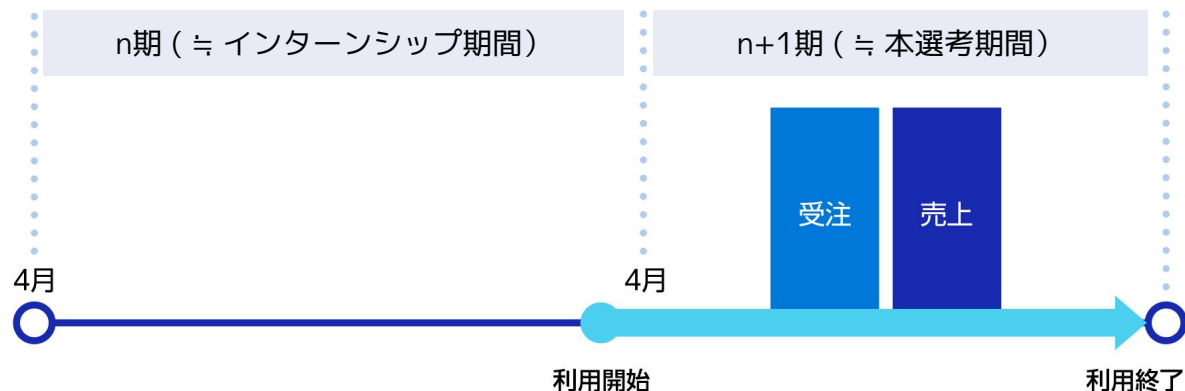 n期 ( ≒ インターンシップ期間）
n+1期 ( ≒ 本選考期間）
受注
売上
4月
4月
利用開始
利用終了